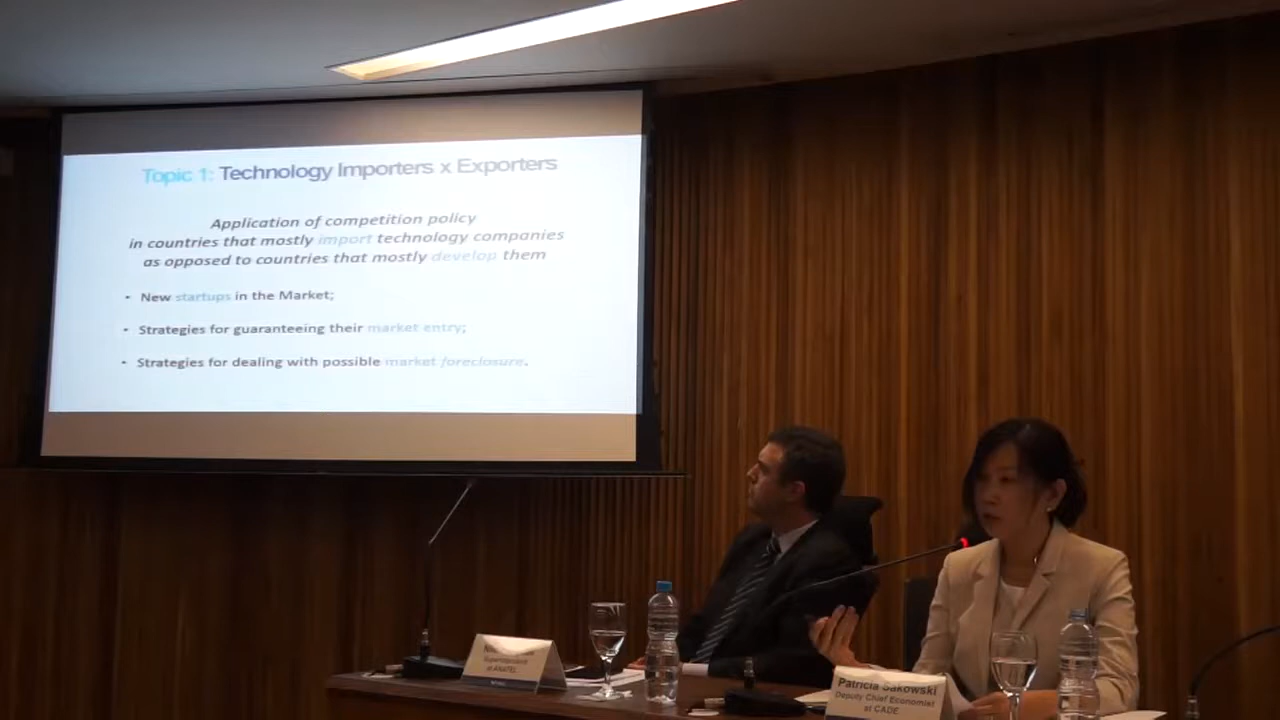 Topic 1: Technology Importers x Exporters
Application of competition policy
in countries that mostly import technology companies
as opposed to countries that mostly develop them
• New startups in the Market;
• Strategies for guaranteeing their market entry;
• Strategies for dealing with possible market foreclosure.
Superintendent
at ANATEL
Patricia Sakowski
Deputy Chief Economist
at CADE